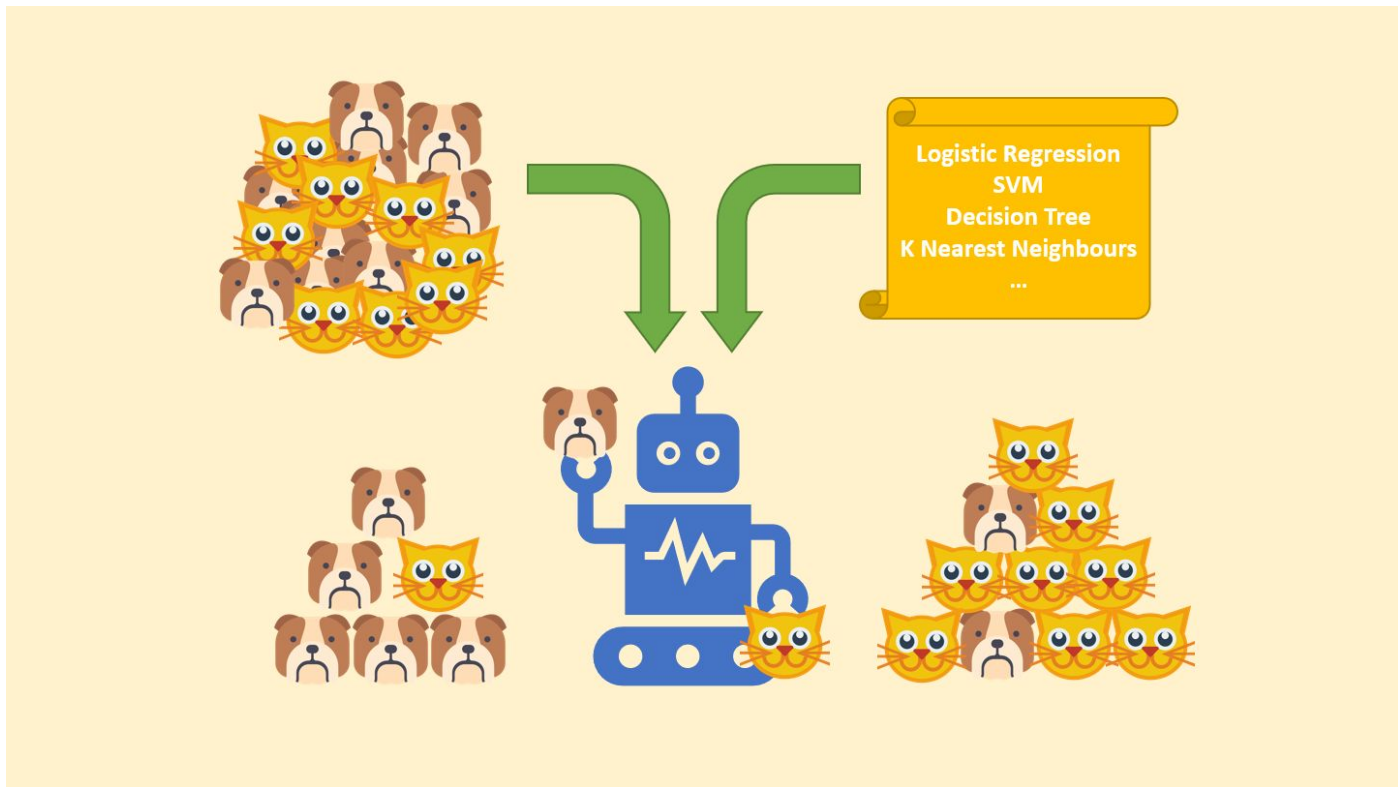 Logistic Regression
SVM
Decision Tree
K Nearest Neighbours
...